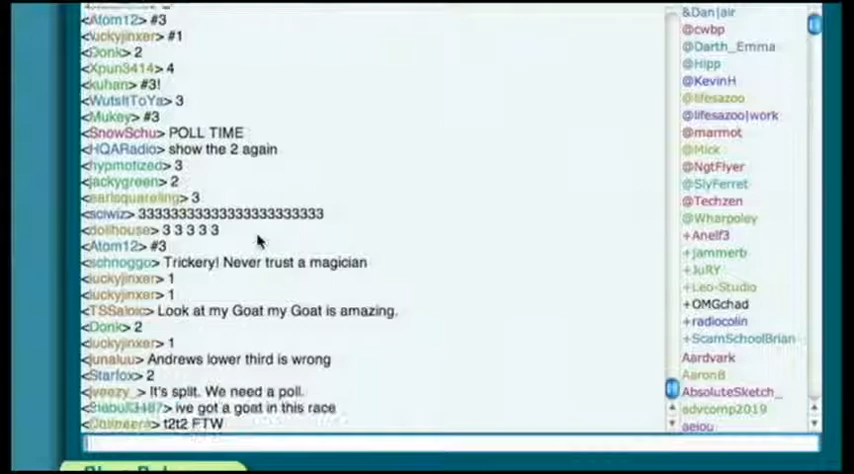 <Atom12> #3
<luckyjinxer> #1
<Donk> 2
<Xpun3414> 4
<kuhan> #3!
<WutsItToYa> 3
<Mukey> #3
<SnowSchu> POLL TIME
<HQARadio> show the 2 again
<hypmotized> 3
<jackygreen> 2
<earlsquareling> 3
<sciwiz> 33333333333333333333333
<dollhouse> 3 3 3 3 3
<Atom12> #3
<schnoggo> Trickery! Never trust a magician
<luckyjinxer> 1
<luckyjinxer> 1
Look at my Goat my Goat is amazing.
<Donk> 2
<luckyjinxer> 1
<junaluu> Andrews lower third is wrong
<Starfox> 2
It's split. We need a poll.
ive got a goat in this race
t2t2 FTW
&Dan|air
@cwbp
@Darth_Emma
@Hipp
@KevinH
@lifesazoo
@lifesazoo|work
@marmot
@Mick
@NgtFlyer
@SlyFerret
@Techzen
@Wharpoley
+Anelf3
+jammerb
+JuRY
+Leo-Studio
+OMGchad
+radiocolin
+ScamSchoolBrian
Aardvark
AaronB
AbsoluteSketch_
advcomp2019
aeiou